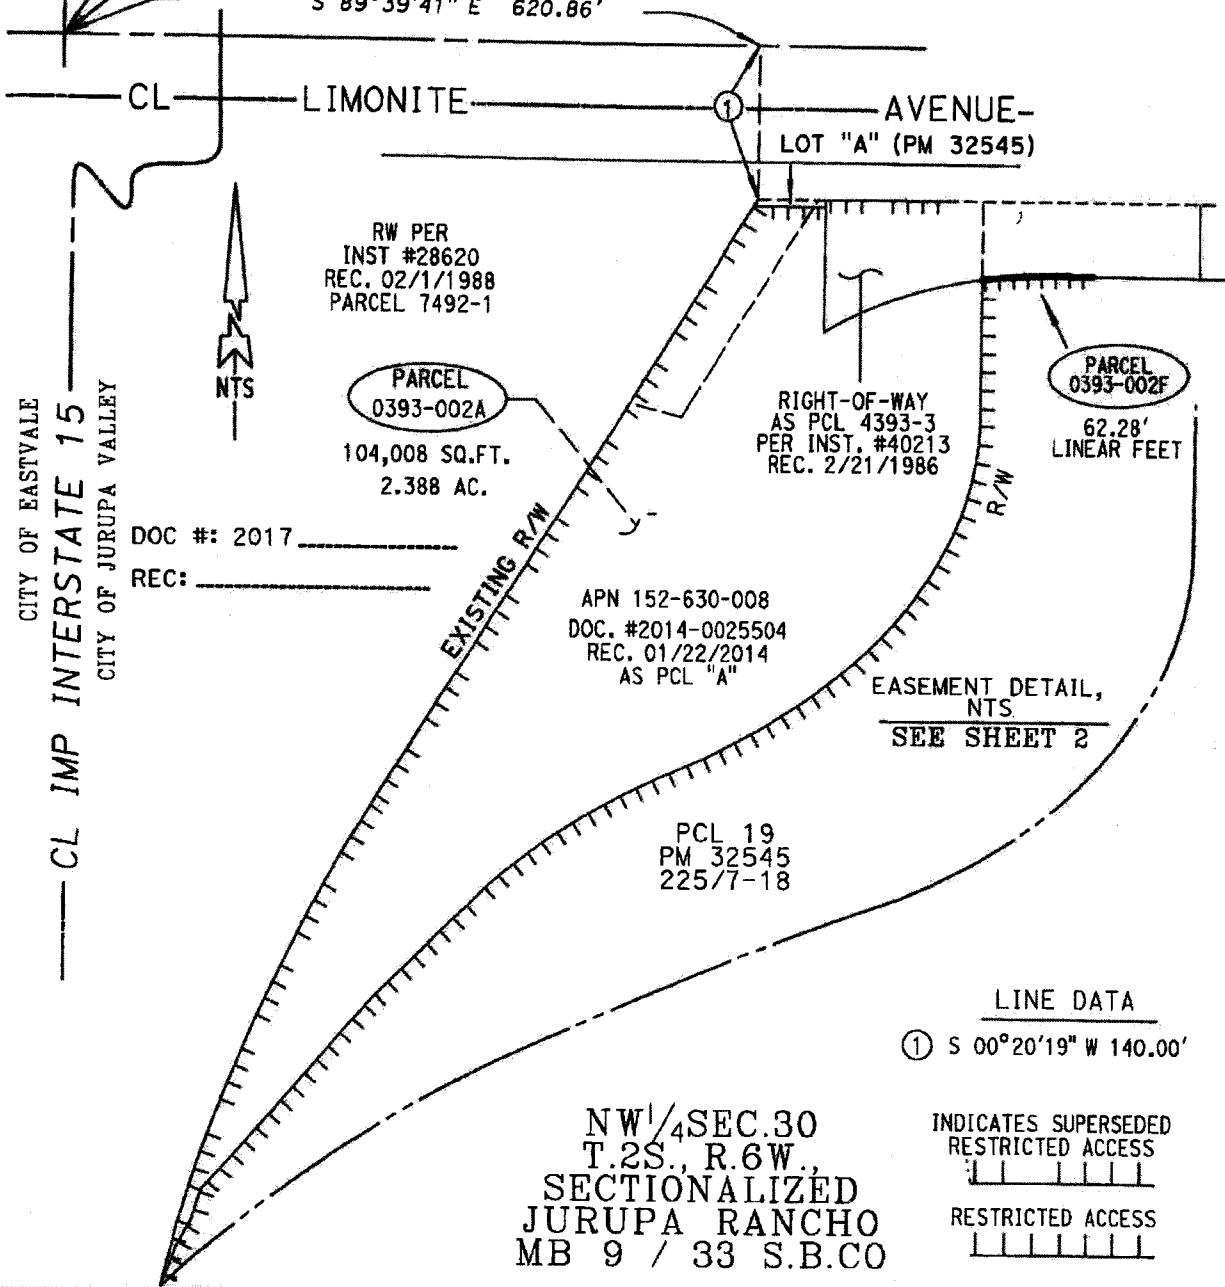 S 89°39'41" E 620.86'
CL LIMONITE AVENUE
1
LOT "A" (PM 32545)
RW PER
INST #28620
REC. 02/1/1988
PARCEL 7492-1
N
NTS
PARCEL
0393-002A
104,008 SQ.FT.
2.388 AC.
RIGHT-OF-WAY
AS PCL 4393-3
PER INST. #40213
REC. 2/21/1986
PARCEL
0393-002F
62.28'
LINEAR FEET
R/W
CITY OF EASTVALE
CL IMP INTERSTATE 15
CITY OF JURUPA VALLEY
DOC #: 2017
REC:
EXISTING R/W
APN 152-630-008
DOC. #2014-0025504
REC. 01/22/2014
AS PCL "A"
EASEMENT DETAIL,
NTS
SEE SHEET 2
PCL 19
PM 32545
225/7-18
LINE DATA
1 S 00°20'19" W 140.00'
NW 1/4 SEC.30
T.2S., R.6W.,
SECTIONALIZED
JURUPA RANCHO
MB 9 / 33 S.B.CO
INDICATES SUPERSEDED
RESTRICTED ACCESS
RESTRICTED ACCESS